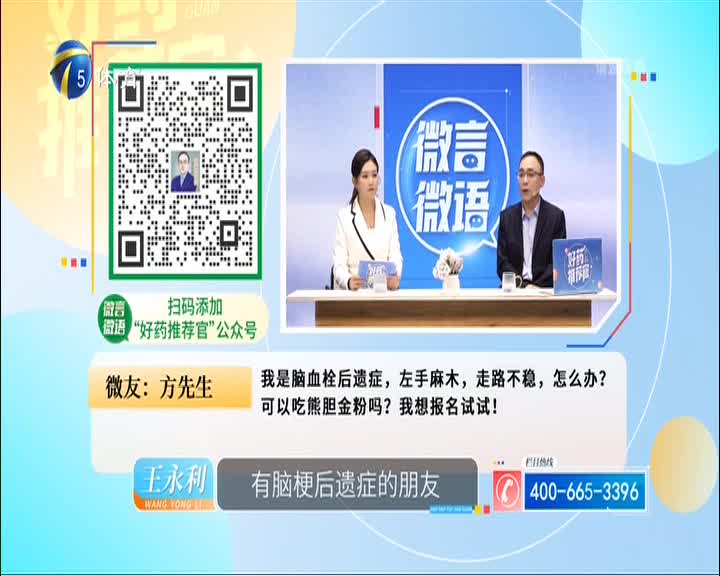 5 体育
微言
微语
好药
推荐官
微言
微语
扫码添加
“好药推荐官”公众号
微友：方先生
我是脑血栓后遗症，左手麻木，走路不稳，怎么办？
可以吃熊胆金粉吗？我想报名试试！
王永利
WANG YONG LI
有脑梗后遗症的朋友
栏目热线
400-665-3396